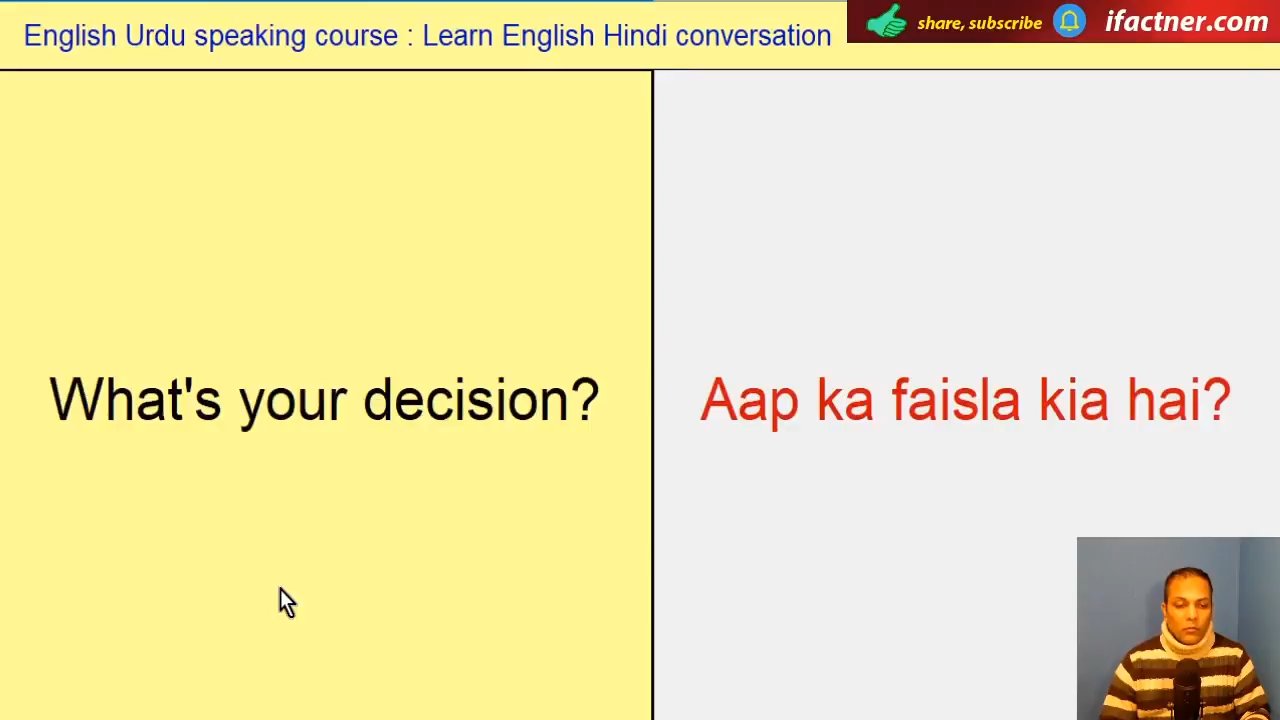 English Urdu speaking course : Learn English Hindi conversation
share, subscribe
ifactner.com
What's your decision?
Aap ka faisla kia hai?